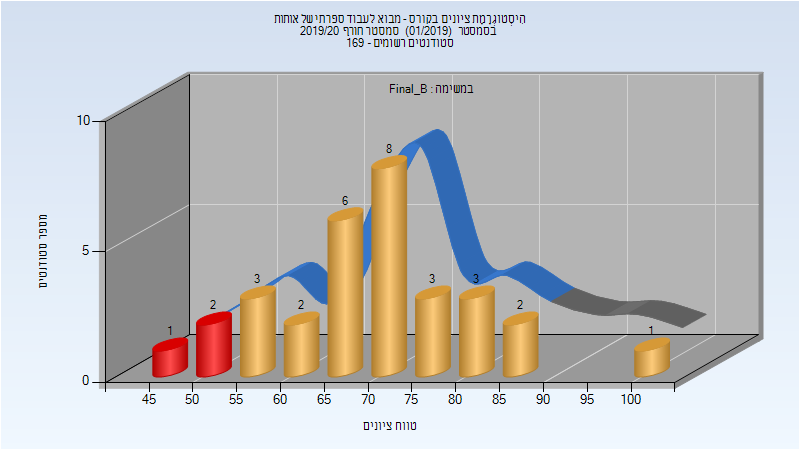 היסטוגרמת ציונים בקורס - מבוא לעבוד ספרתי של אותות
בסמסטר (01/2019) סמסטר חורף 2019/20
סטודנטים רשומים - 169
במשימה : Final_B
מספר סטודנטים
10
5
0
1
2
3
2
6
8
3
3
2
1
45 50 55 60 65 70 75 80 85 90 95 100
טווח ציונים